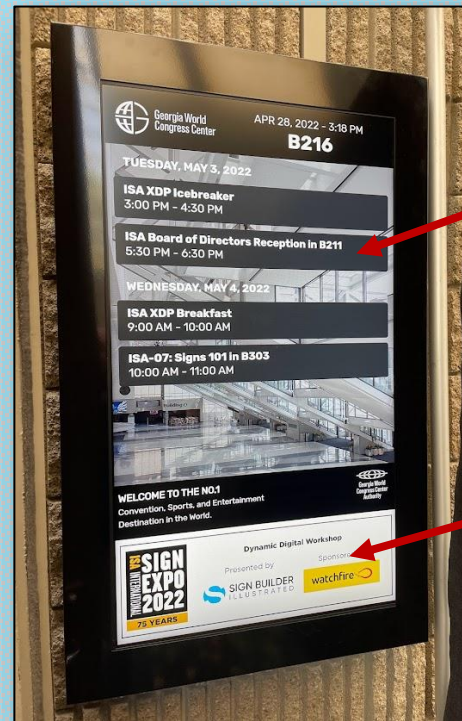 Georgia World
Congress Center
APR 28, 2022 - 3:18 PM
B216
TUESDAY, MAY 3, 2022
ISA XDP Icebreaker
3:00 PM - 4:30 PM
ISA Board of Directors Reception in B211
5:30 PM - 6:30 PM
WEDNESDAY, MAY 4, 2022
ISA XDP Breakfast
9:00 AM - 10:00 AM
ISA-07: Signs 101 in B303
10:00 AM - 11:00 AM
WELCOME TO THE NO.1
Convention, Sports, and Entertainment
Destination in the World.
Georgia World
Congress Center
Authority
Dynamic Digital Workshop
ISA
INTERNATIONAL
SIGN
EXPO
2022
75 YEARS
Presented by
SIGN BUILDER
ILLUSTRATED
watchfire